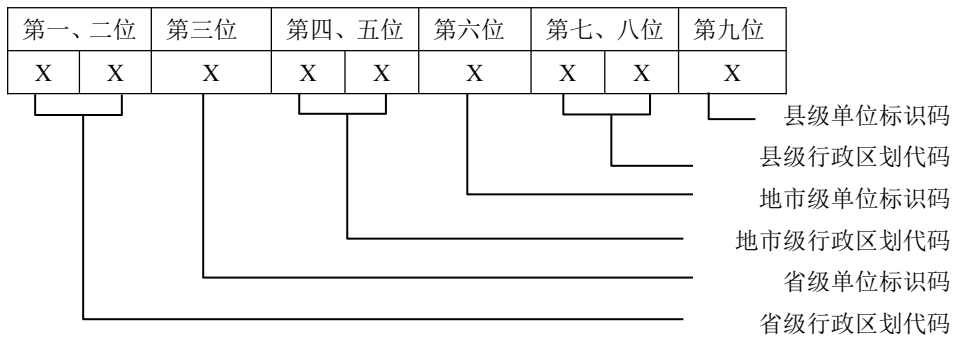 第一、二位 第三位 第四、五位 第六位 第七、八位 第九位
X X X X X X X X X
县级单位标识码
县级行政区划代码
地市级单位标识码
地市级行政区划代码
省级单位标识码
省级行政区划代码